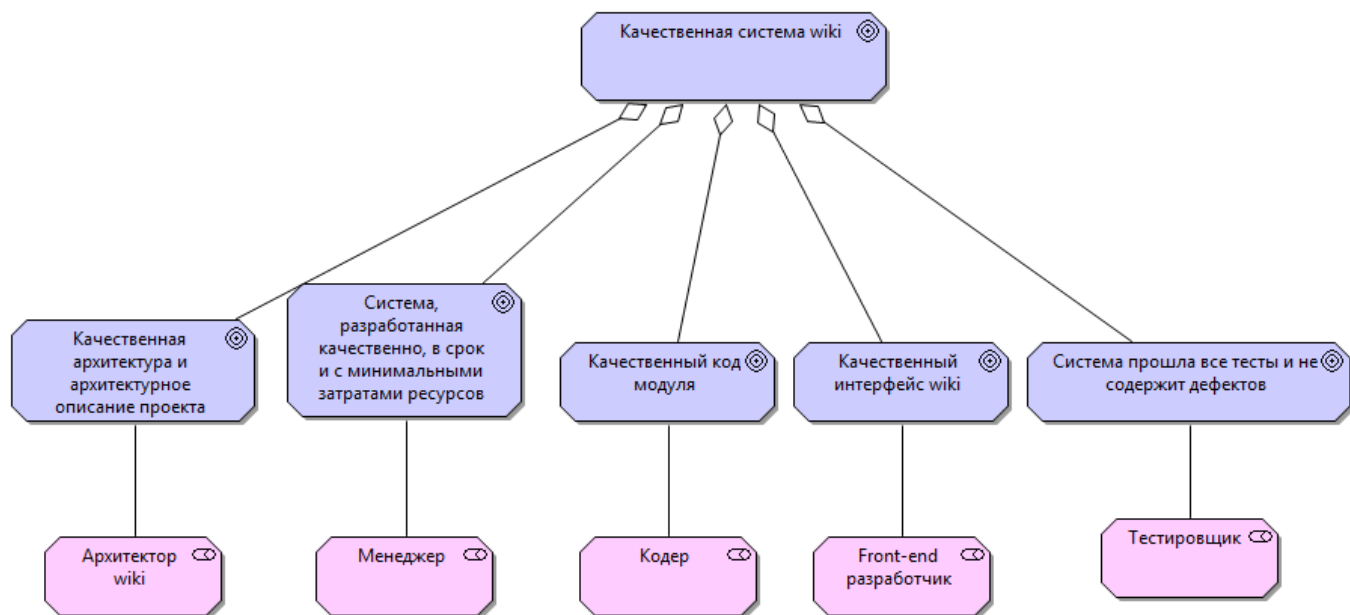 Качественная система wiki
Качественная
архитектура и
архитектурное
описание проекта
Система,
разработанная
качественно, в срок
и с минимальными
затратами ресурсов
Качественный код
модуля
Качественный
интерфейс wiki
Система прошла все тесты и не
содержит дефектов
Архитектор
wiki
Менеджер
Кодер
Front-end
разработчик
Тестировщик